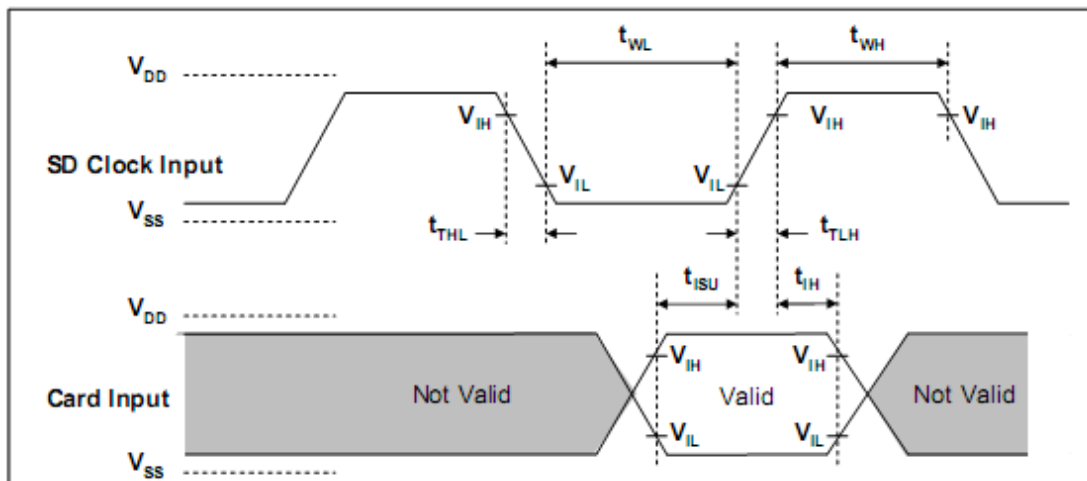 t_WL t_WH
V_DD
V_IH V_IH V_IH
SD Clock Input
V_IL V_IL
V_SS
t_THL t_TLH
t_ISU t_IH
V_DD
V_IH V_IH
Card Input Not Valid Valid Not Valid
V_IL V_IL
V_SS